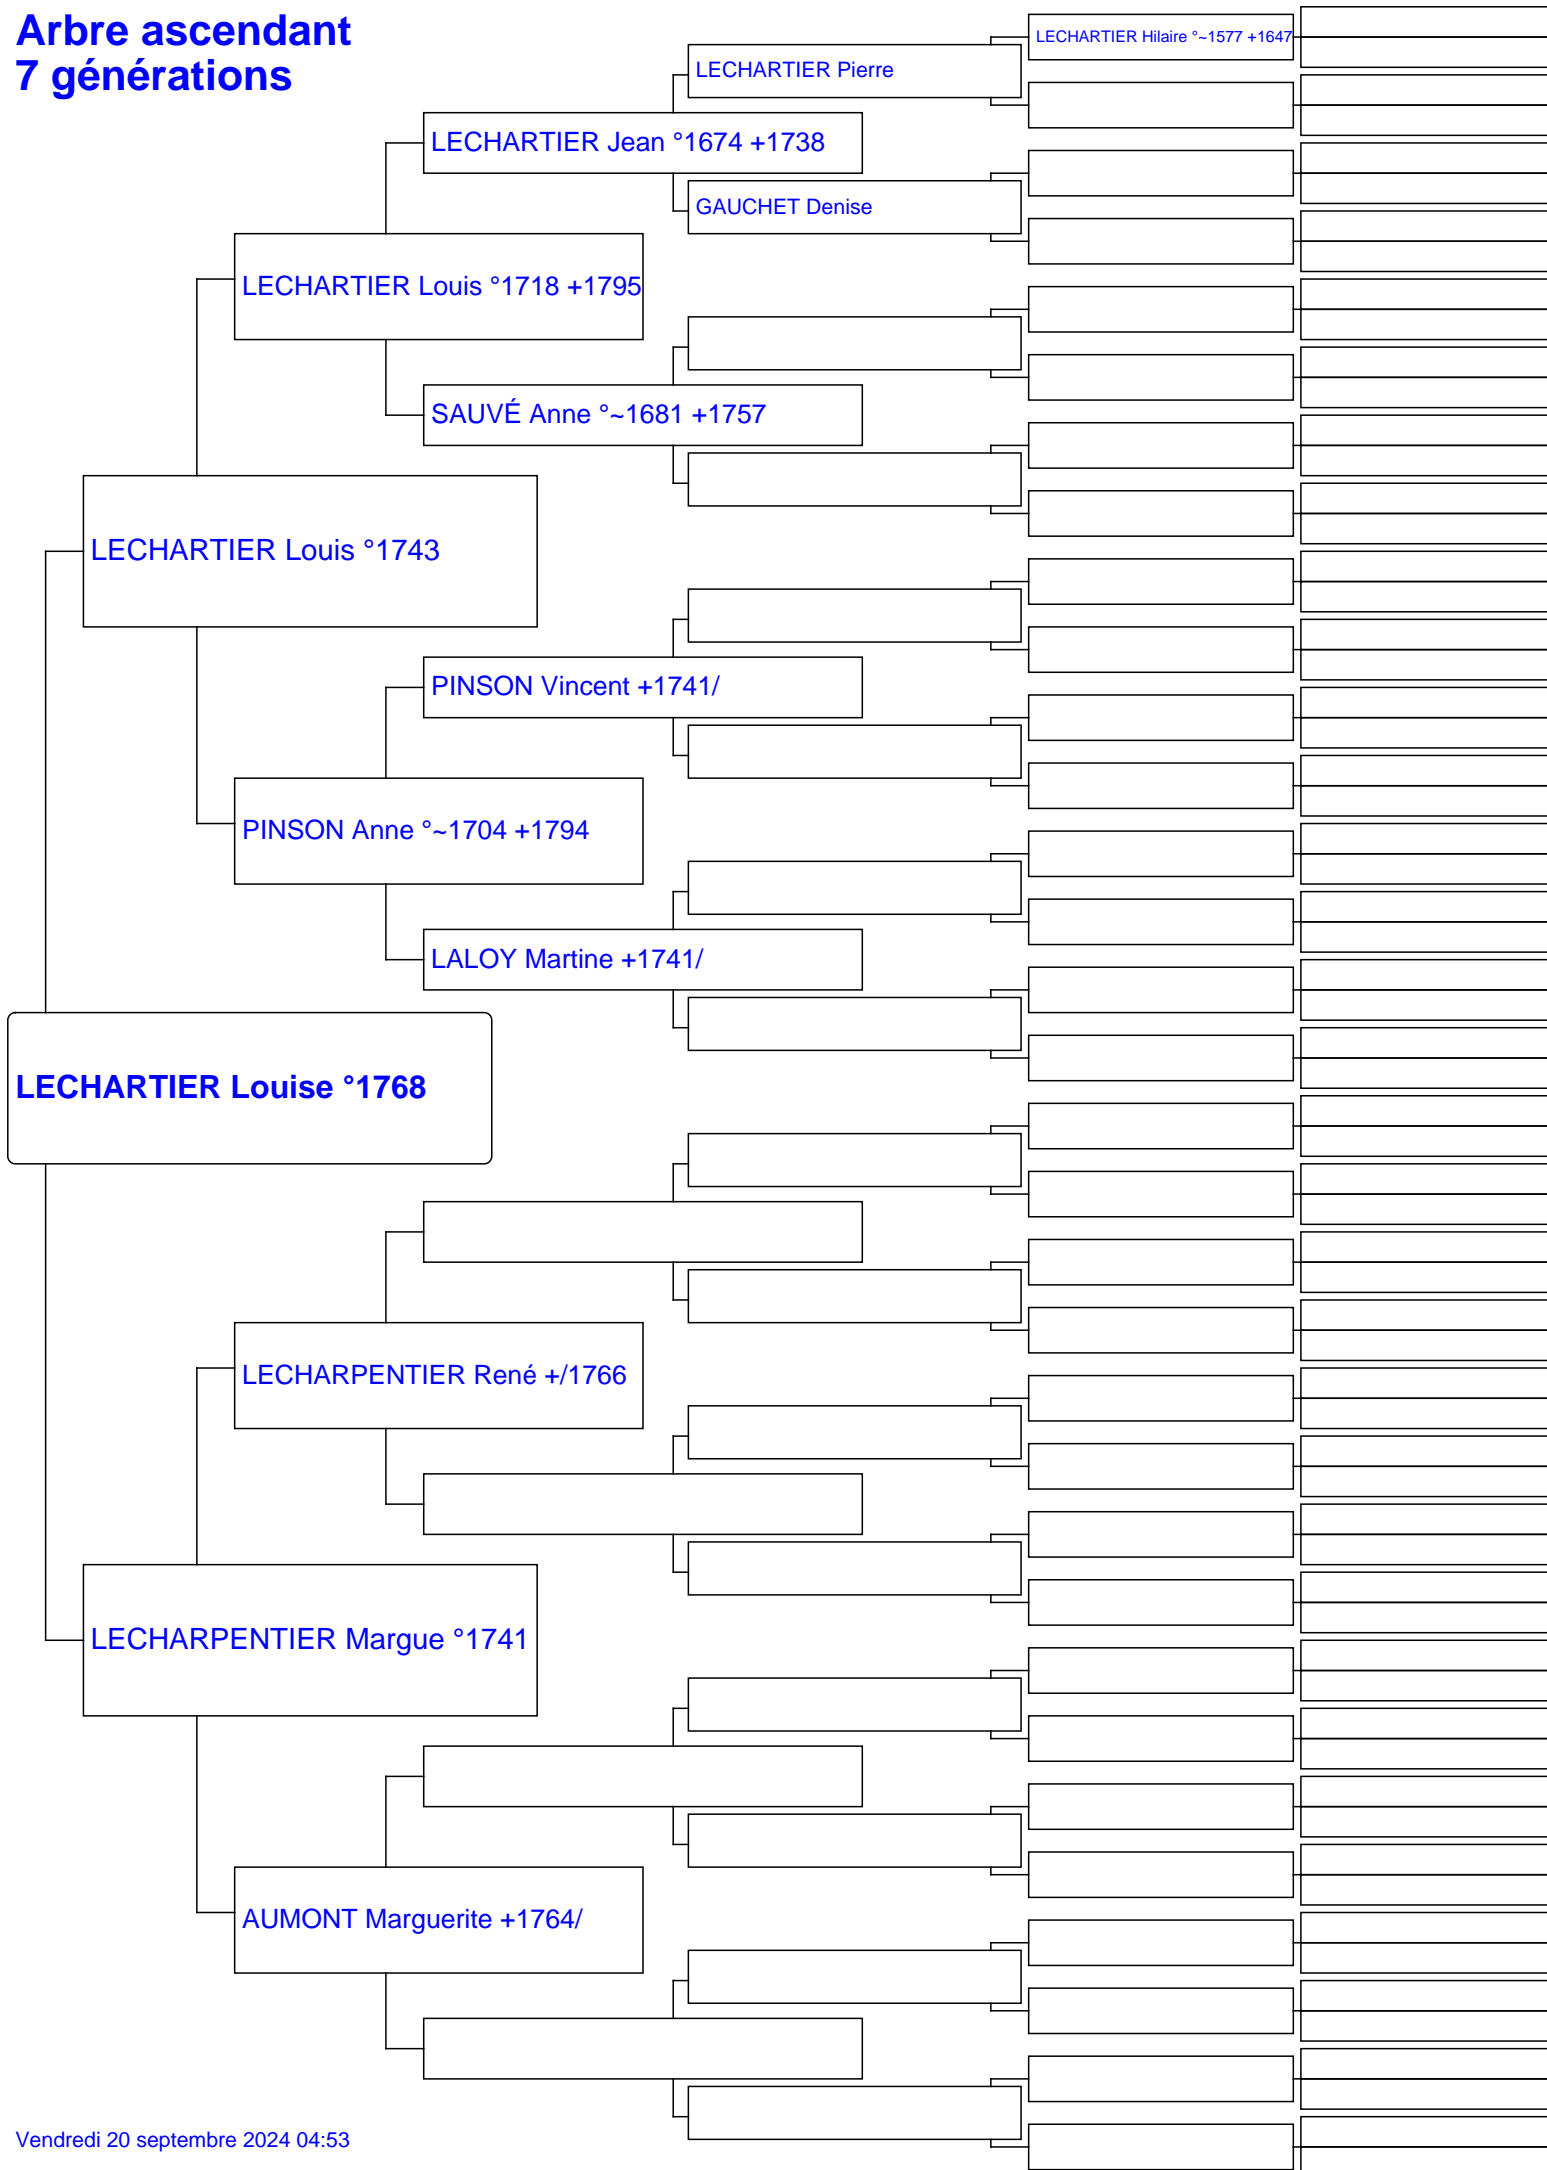 Arbre ascendant
7 générations
LECHARTIER Hilaire °~1577 +1647
LECHARTIER Pierre
LECHARTIER Jean °1674 +1738
GAUCHET Denise
LECHARTIER Louis °1718 +1795
SAUVÉ Anne °~1681 +1757
LECHARTIER Louis °1743
PINSON Vincent +1741/
PINSON Anne °~1704 +1794
LALOY Martine +1741/
LECHARTIER Louise °1768
LECHARPENTIER René +/1766
LECHARPENTIER Margue °1741
AUMONT Marguerite +1764/
Vendredi 20 septembre 2024 04:53